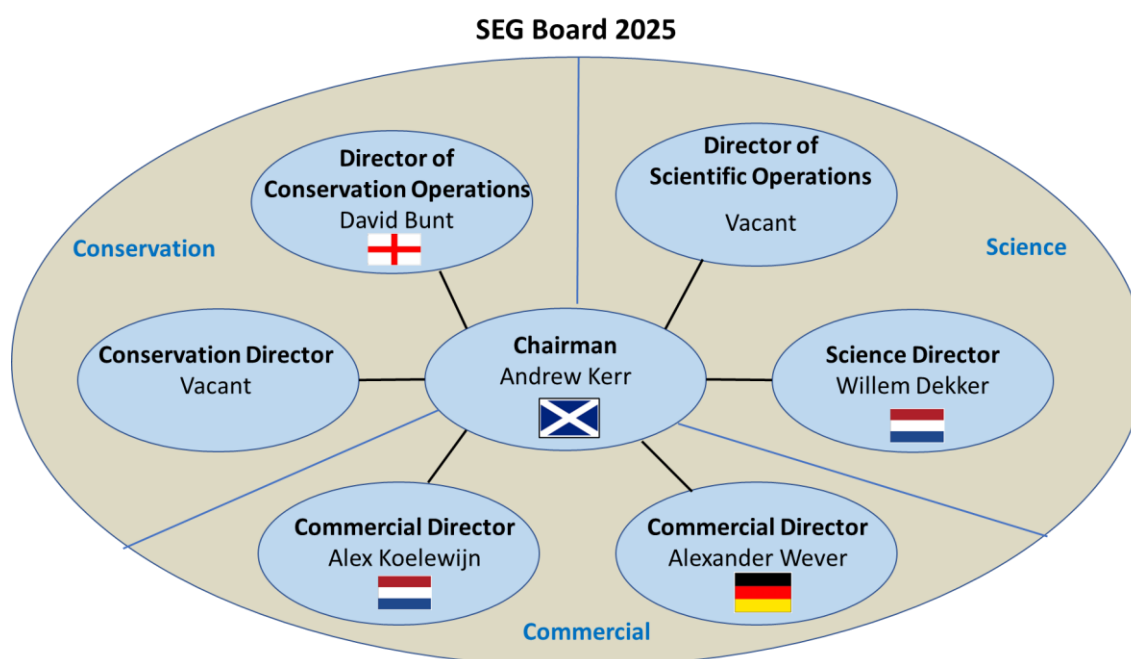 SEG Board 2025
Director of
Conservation Operations
David Bunt
Director of
Scientific Operations
Vacant
Conservation
Science
Conservation Director
Vacant
Chairman
Andrew Kerr
Science Director
Willem Dekker
Commercial Director
Alex Koelewijn
Commercial Director
Alexander Wever
Commercial